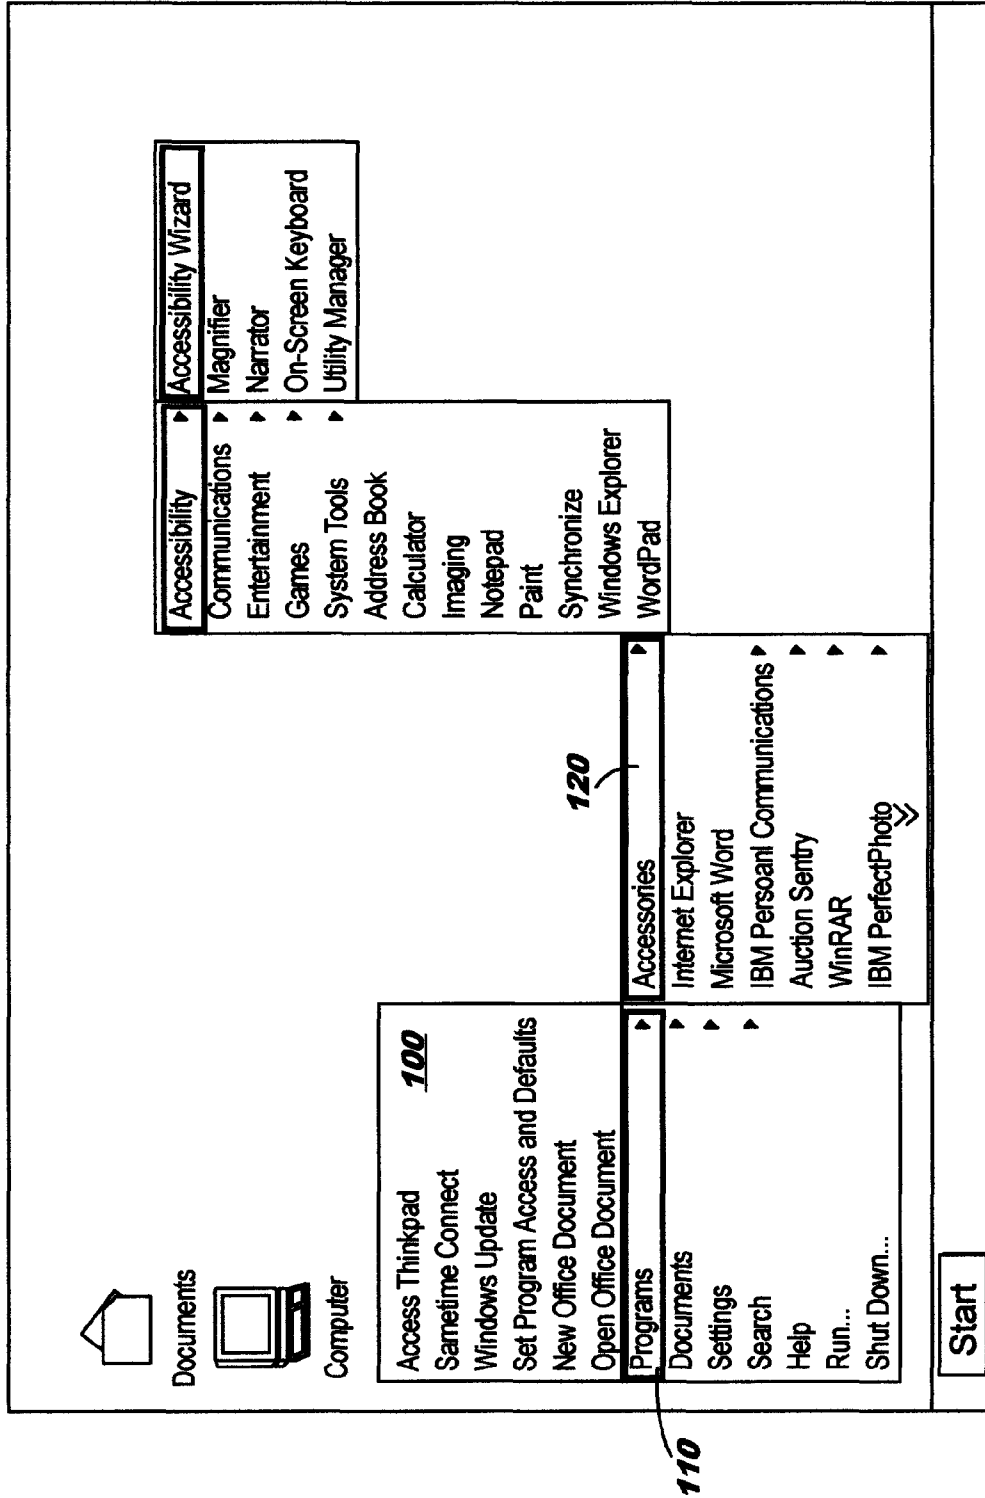 Documents
Computer
100
Access Thinkpad
Sametime Connect
Windows Update
Set Program Access and Defaults
New Office Document
Open Office Document
Programs
Documents
Settings
Search
Help
Run...
Shut Down...
110
120
Accessories
Internet Explorer
Microsoft Word
IBM Persoanl Communications
Auction Sentry
WinRAR
IBM PerfectPhoto
Accessibility
Communications
Entertainment
Games
System Tools
Address Book
Calculator
Imaging
Notepad
Paint
Synchronize
Windows Explorer
WordPad
Accessibility Wizard
Magnifier
Narrator
On-Screen Keyboard
Utility Manager
Start